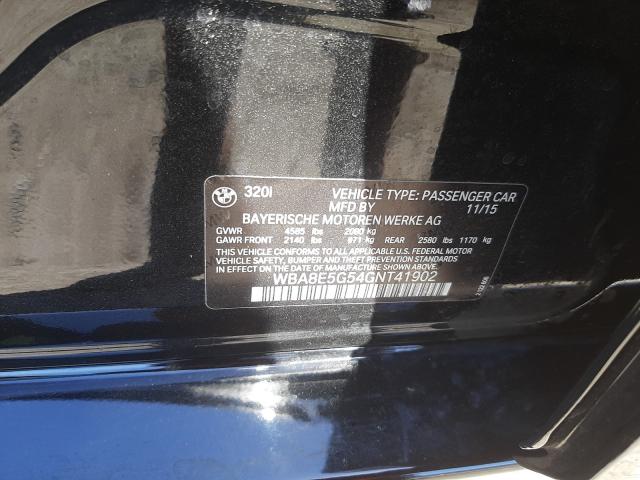 320I
VEHICLE TYPE: PASSENGER CAR
MFD BY 11/15
BAYERISCHE MOTOREN WERKE AG
GVWR 4585 lbs 2080 kg
GAWR FRONT 2140 lbs 971 kg REAR 2580 lbs 1170 kg
THIS VEHICLE CONFORMS TO ALL APPLICABLE U.S. FEDERAL MOTOR
VEHICLE SAFETY, BUMPER, AND THEFT PREVENTION STANDARDS
IN EFFECT ON THE DATE OF MANUFACTURE SHOWN ABOVE.
WBA8E5G54GNT41902